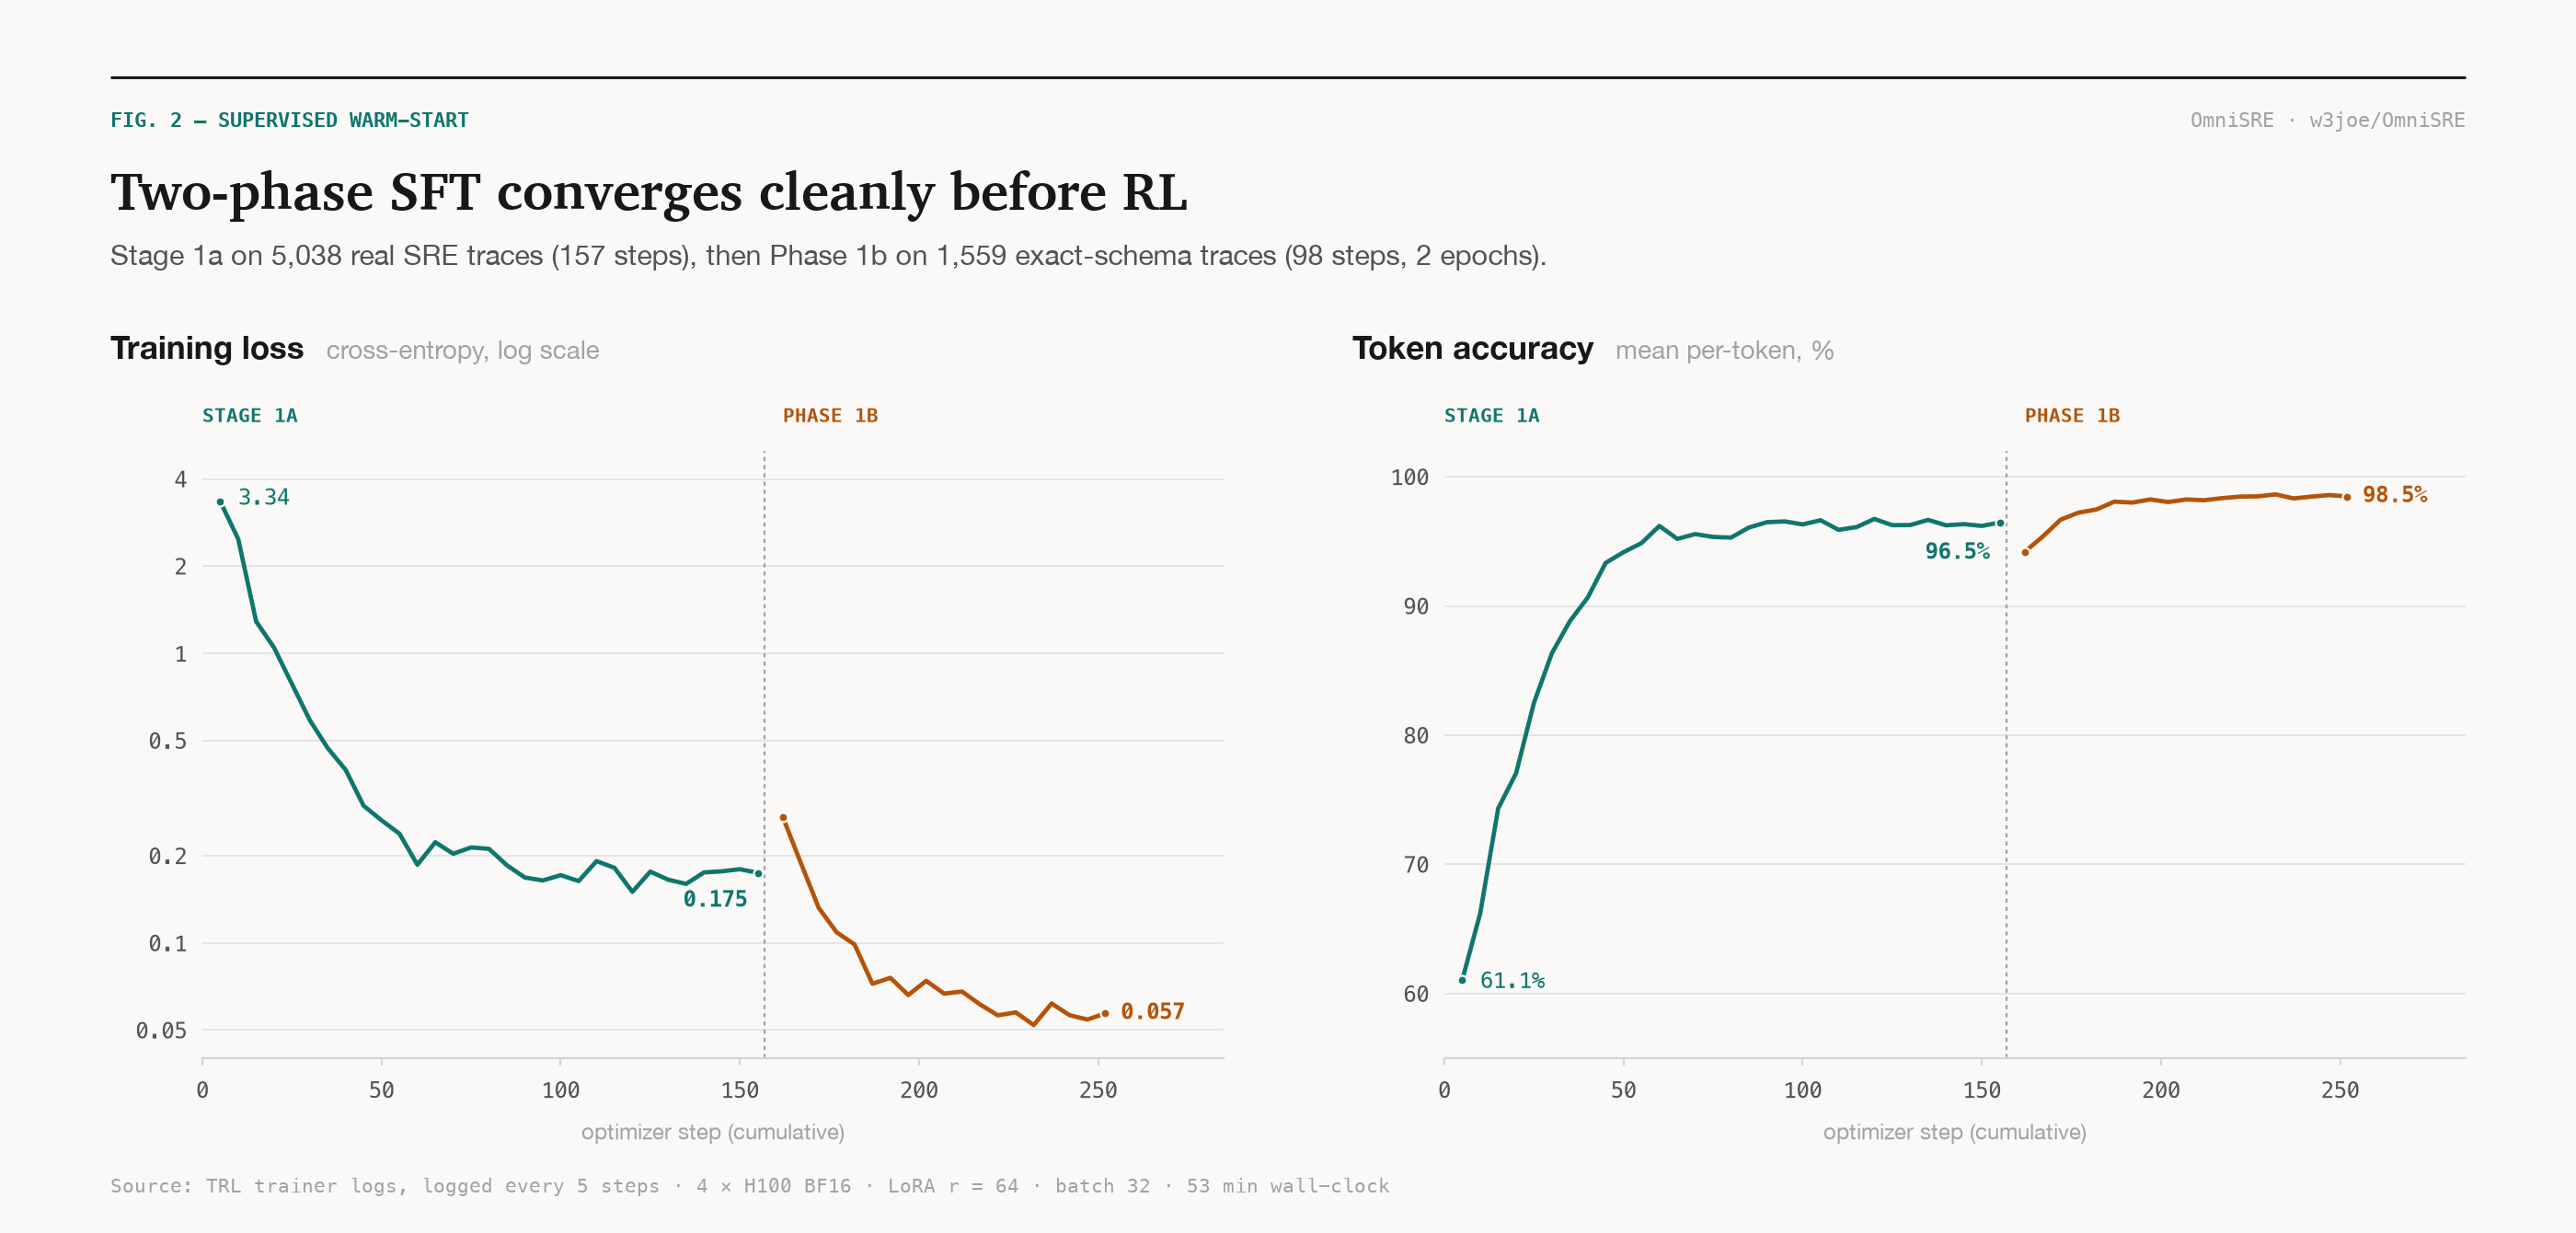 FIG. 2 — SUPERVISED WARM−START
OmniSRE · w3joe/OmniSRE
Two-phase SFT converges cleanly before RL
Stage 1a on 5,038 real SRE traces (157 steps), then Phase 1b on 1,559 exact-schema traces (98 steps, 2 epochs).
Training loss cross-entropy, log scale
STAGE 1A
PHASE 1B
4
2
1
0.5
0.2
0.1
0.05
3.34
0.175
0.057
0
50
100
150
200
250
optimizer step (cumulative)
Token accuracy mean per-token, %
STAGE 1A
PHASE 1B
100
90
80
70
60
61.1%
96.5%
98.5%
0
50
100
150
200
250
optimizer step (cumulative)
Source: TRL trainer logs, logged every 5 steps · 4 × H100 BF16 · LoRA r = 64 · batch 32 · 53 min wall−clock